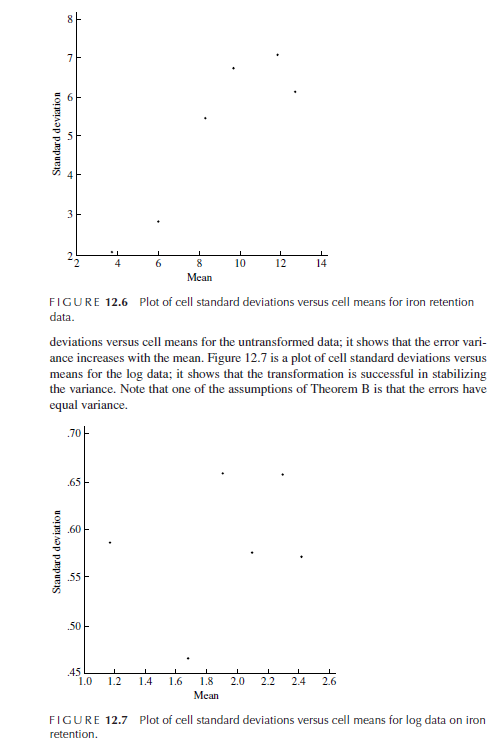 8
7
6
5
4
3
2
Standard deviation
2 4 6 8 10 12 14
Mean
FIGURE 12.6 Plot of cell standard deviations versus cell means for iron retention
data.
deviations versus cell means for the untransformed data; it shows that the error vari-
ance increases with the mean. Figure 12.7 is a plot of cell standard deviations versus
means for the log data; it shows that the transformation is successful in stabilizing
the variance. Note that one of the assumptions of Theorem B is that the errors have
equal variance.
.70
.65
.60
.55
.50
.45
Standard deviation
1.0 1.2 1.4 1.6 1.8 2.0 2.2 2.4 2.6
Mean
FIGURE 12.7 Plot of cell standard deviations versus cell means for log data on iron
retention.